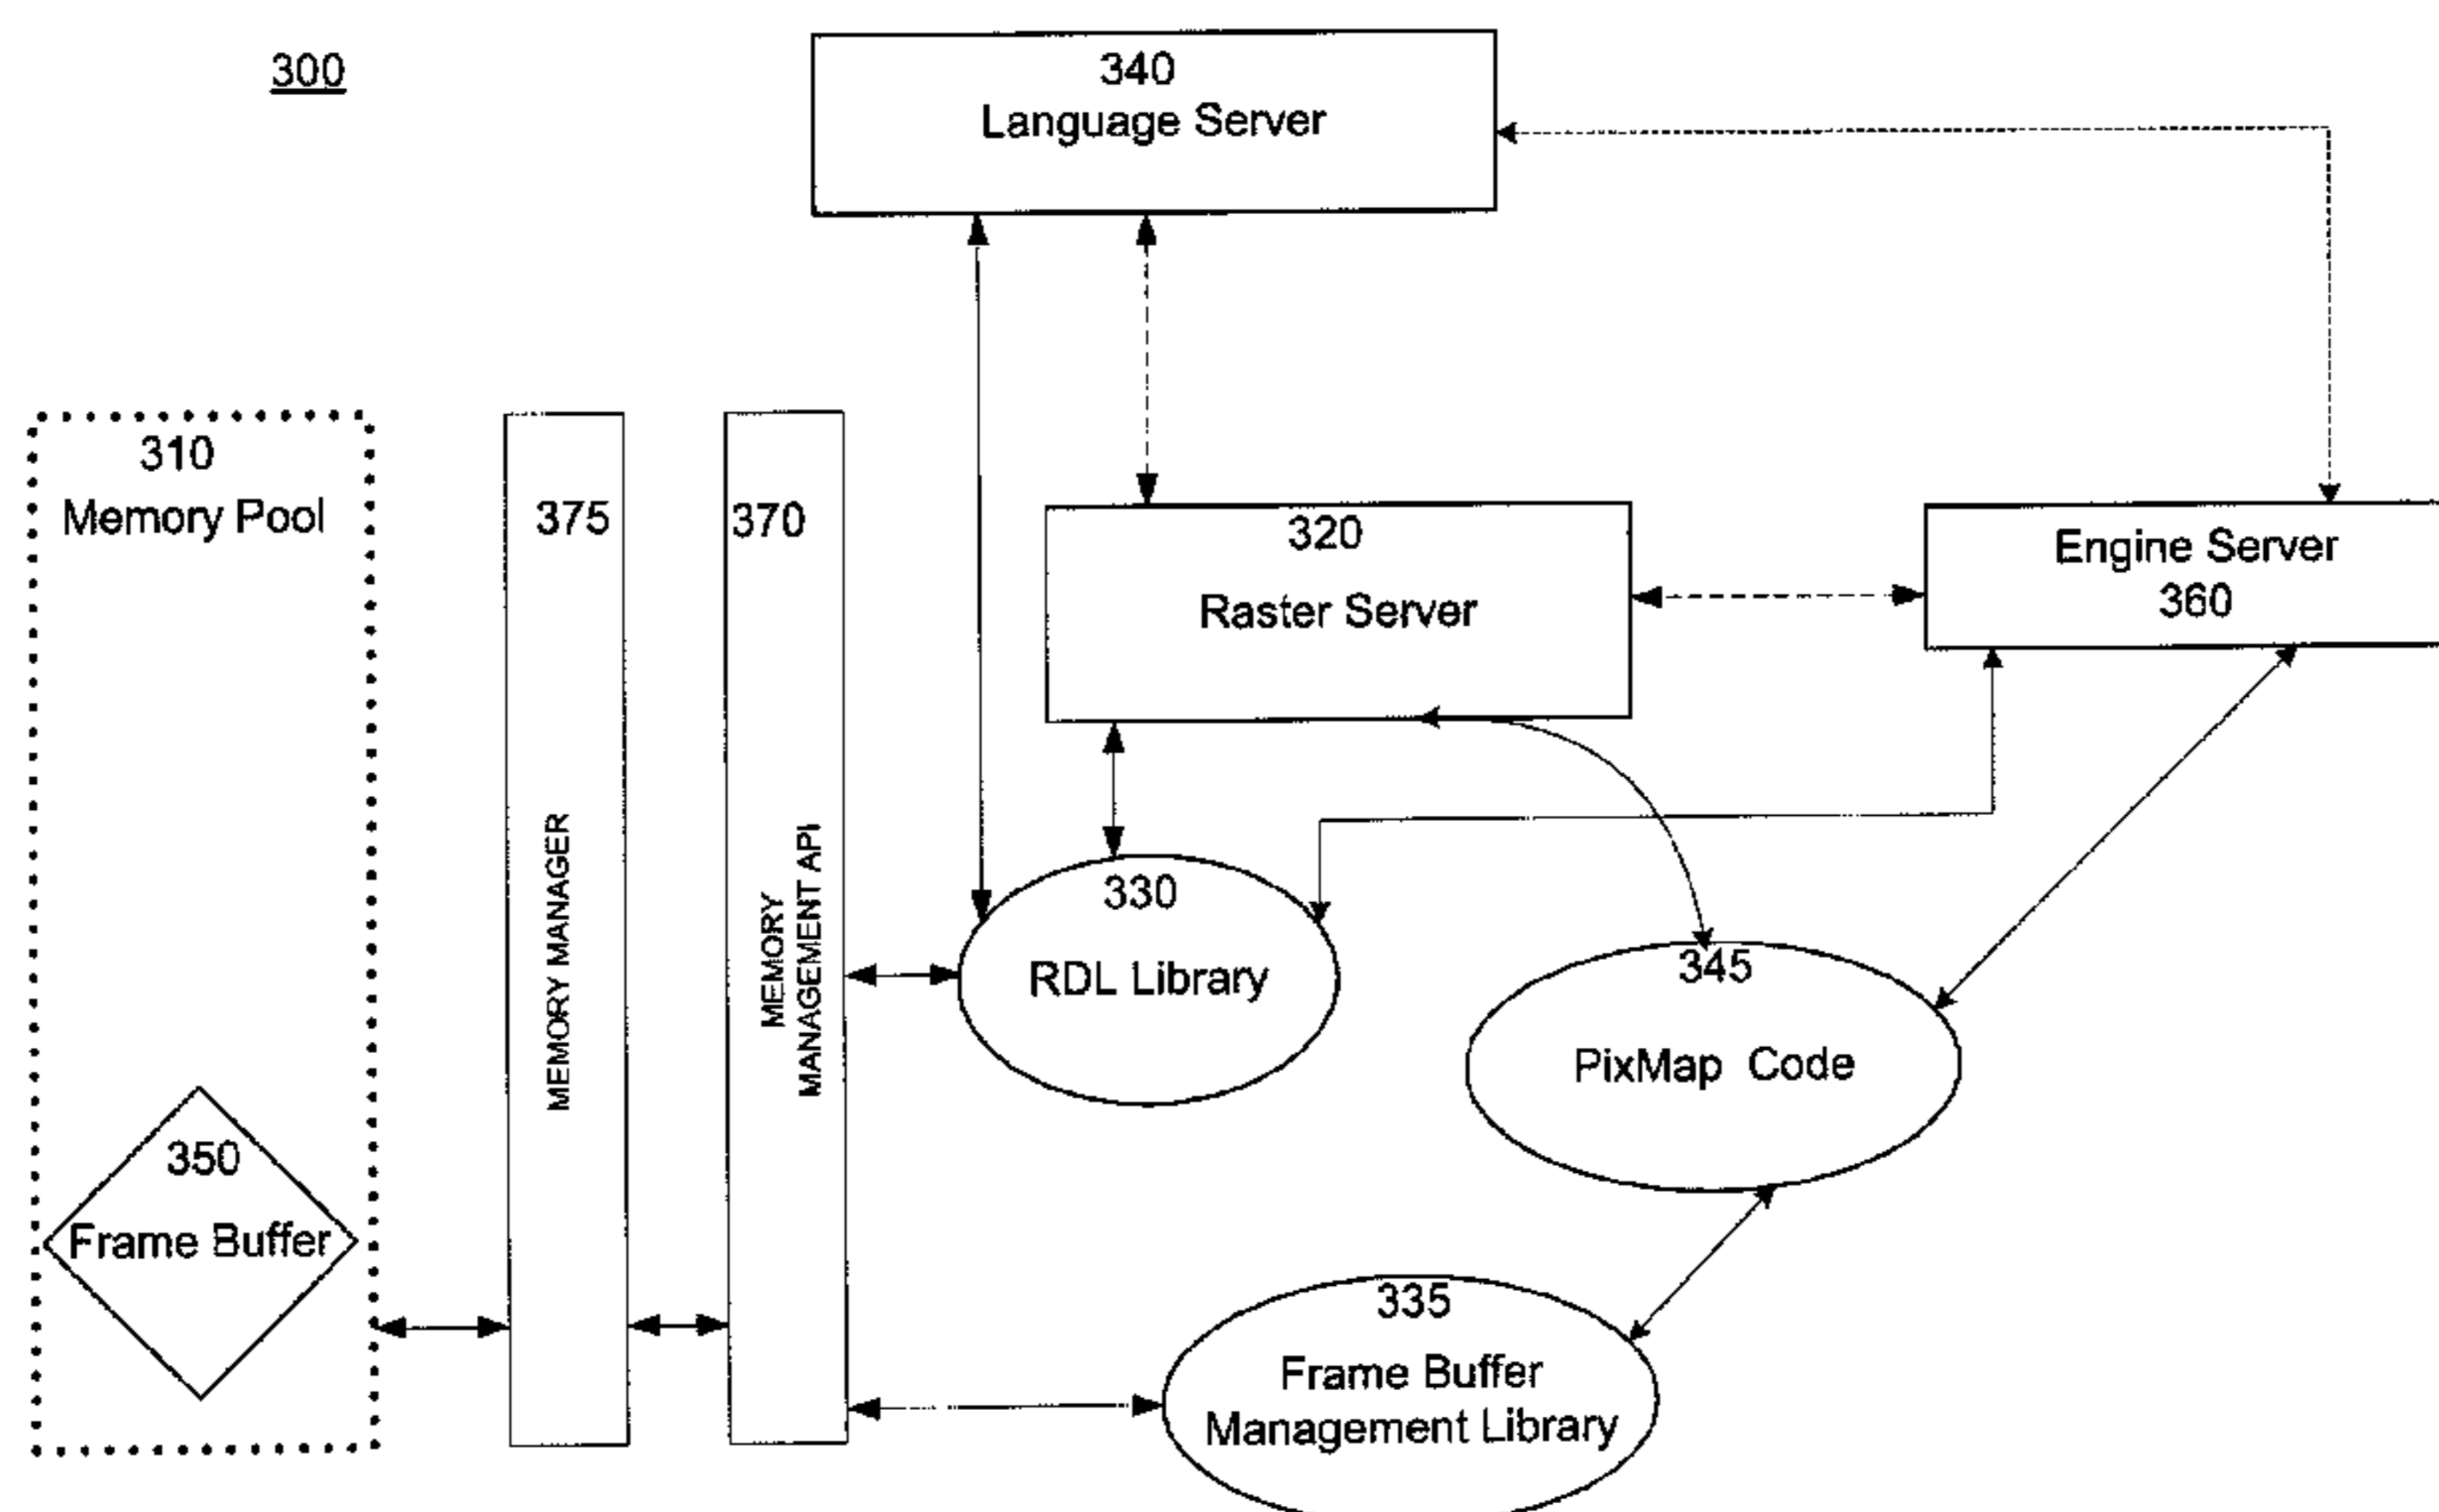 300
340
Language Server
310
Memory Pool
375
MEMORY MANAGER
370
MEMORY
MANAGEMENT API
320
Raster Server
Engine Server
360
330
RDL Library
345
PixMap Code
350
Frame Buffer
335
Frame Buffer
Management Library